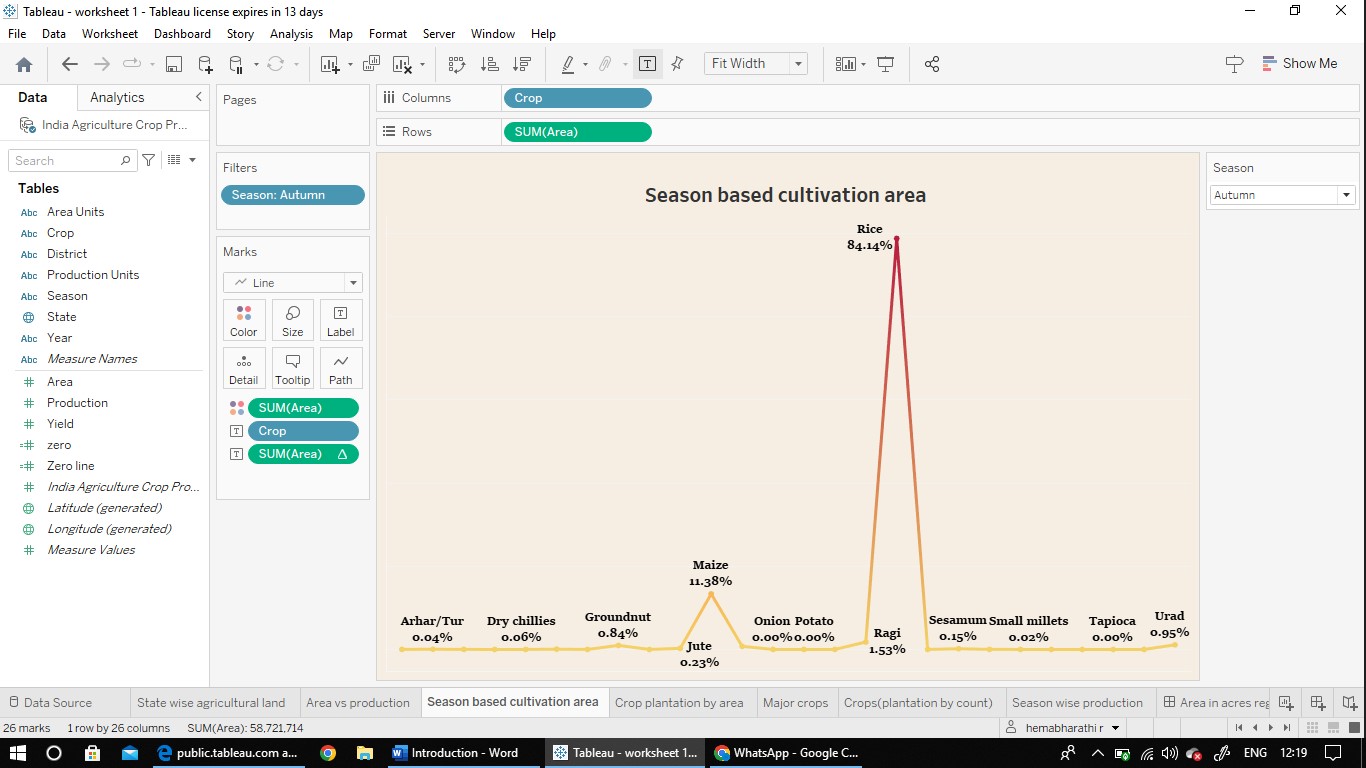 Tableau - worksheet 1 - Tableau license expires in 13 days
File Data Worksheet Dashboard Story Analysis Map Format Server Window Help
Fit Width
Show Me
Data Analytics
India Agriculture Crop Pr...
Search
Tables
Abc Area Units
Abc Crop
Abc District
Abc Production Units
Abc Season
State
Abc Year
Abc Measure Names
Area
Production
Yield
zero
Zero line
India Agriculture Crop Pro...
Latitude (generated)
Longitude (generated)
Measure Values
Pages
Filters
Season: Autumn
Marks
Line
Color Size Label
Detail Tooltip Path
SUM(Area)
Crop
SUM(Area)
Columns Crop
Rows SUM(Area)
Season based cultivation area
Rice
84.14%
Maize
11.38%
Arhar/Tur
0.04%
Dry chillies
0.06%
Groundnut
0.84%
Jute
0.23%
Onion
0.00%
Potato
0.00%
Ragi
1.53%
Sesamum
0.15%
Small millets
0.02%
Tapioca
0.00%
Urad
0.95%
Season
Autumn
Data Source State wise agricultural land Area vs production Season based cultivation area Crop plantation by area Major crops Crops(plantation by count) Season wise production Area in acres reg
26 marks 1 row by 26 columns SUM(Area): 58,721,714
hemabharathi r
public.tableau.com a... Introduction - Word Tableau - worksheet 1... WhatsApp - Google C...
ENG 12:19